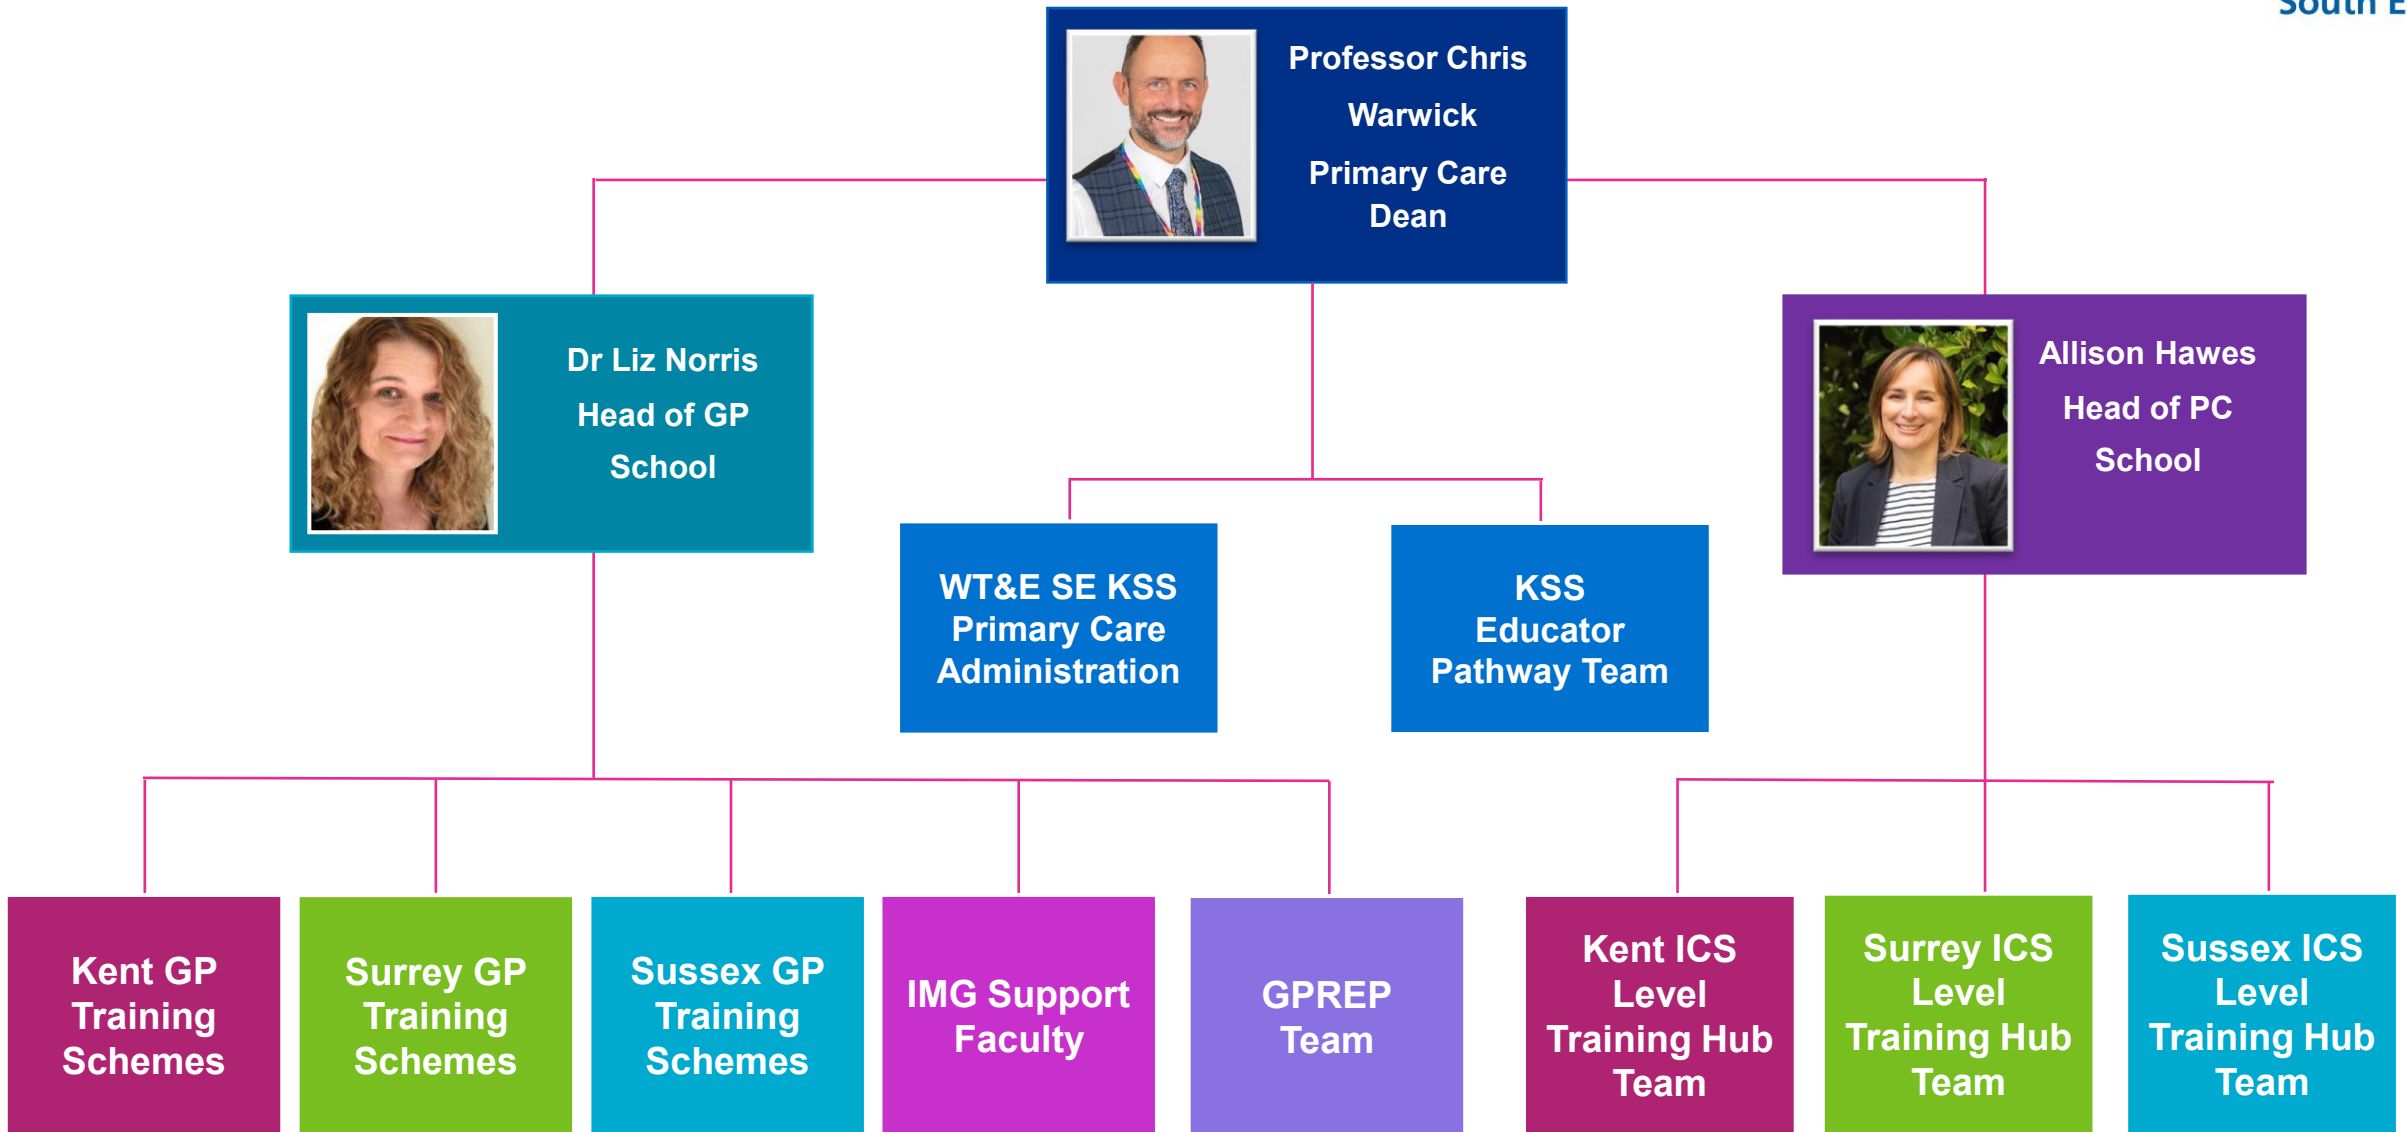 South E
Professor Chris
Warwick
Primary Care
Dean
Dr Liz Norris
Head of GP
School
Allison Hawes
Head of PC
School
WT&E SE KSS
Primary Care
Administration
KSS
Educator
Pathway Team
Kent GP
Training
Schemes
Surrey GP
Training
Schemes
Sussex GP
Training
Schemes
IMG Support
Faculty
GPREP
Team
Kent ICS
Level
Training Hub
Team
Surrey ICS
Level
Training Hub
Team
Sussex ICS
Level
Training Hub
Team